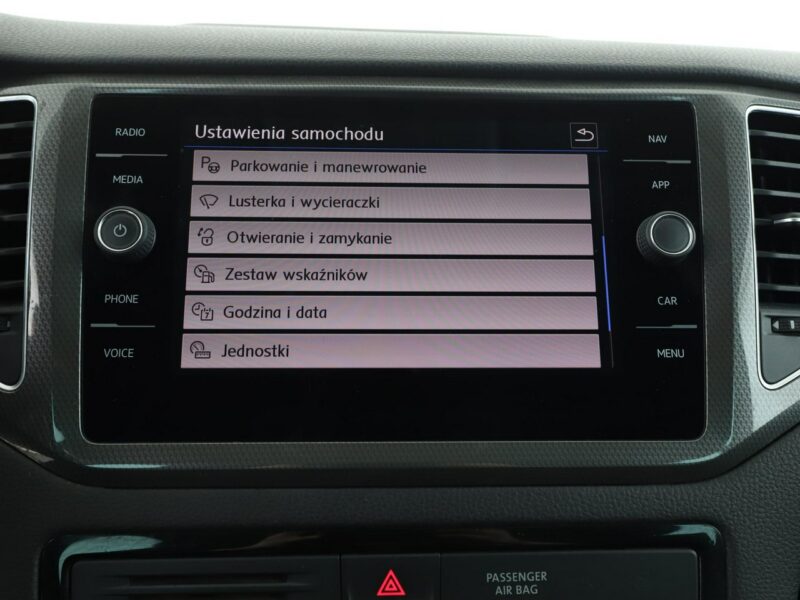 RADIO
MEDIA
PHONE
VOICE
Ustawienia samochodu
Parkowanie i manewrowanie
Lusterka i wycieraczki
Otwieranie i zamykanie
Zestaw wskaźników
Godzina i data
Jednostki
NAV
APP
CAR
MENU
PASSENGER
AIR BAG